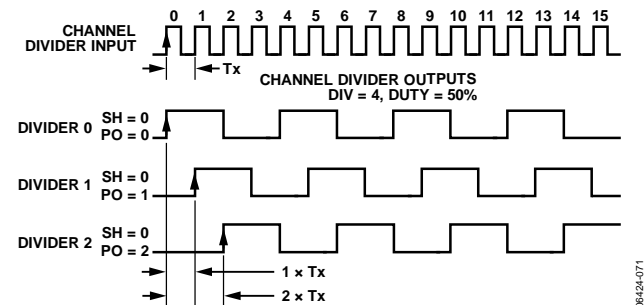 0 1 2 3 4 5 6 7 8 9 10 11 12 13 14 15
CHANNEL
DIVIDER INPUT
Tx
CHANNEL DIVIDER OUTPUTS
DIV = 4, DUTY = 50%
DIVIDER 0 SH = 0
PO = 0
DIVIDER 1 SH = 0
PO = 1
DIVIDER 2 SH = 0
PO = 2
1 × Tx
2 × Tx
06424-071